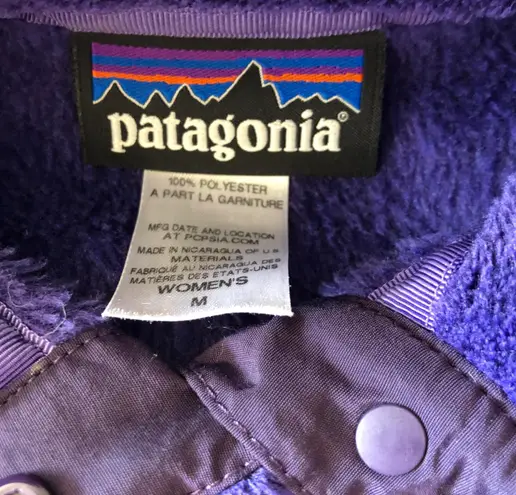 patagonia®
100% POLYESTER
A PART LA GARNITURE
MFG DATE AND LOCATION
AT PCPSIA.COM
MADE IN NICARAGUA OF U.S.
MATERIALS
FABRIQUÉ AU NICARAGUA DES
MATIÈRES DES ETATS-UNIS
WOMEN'S
M